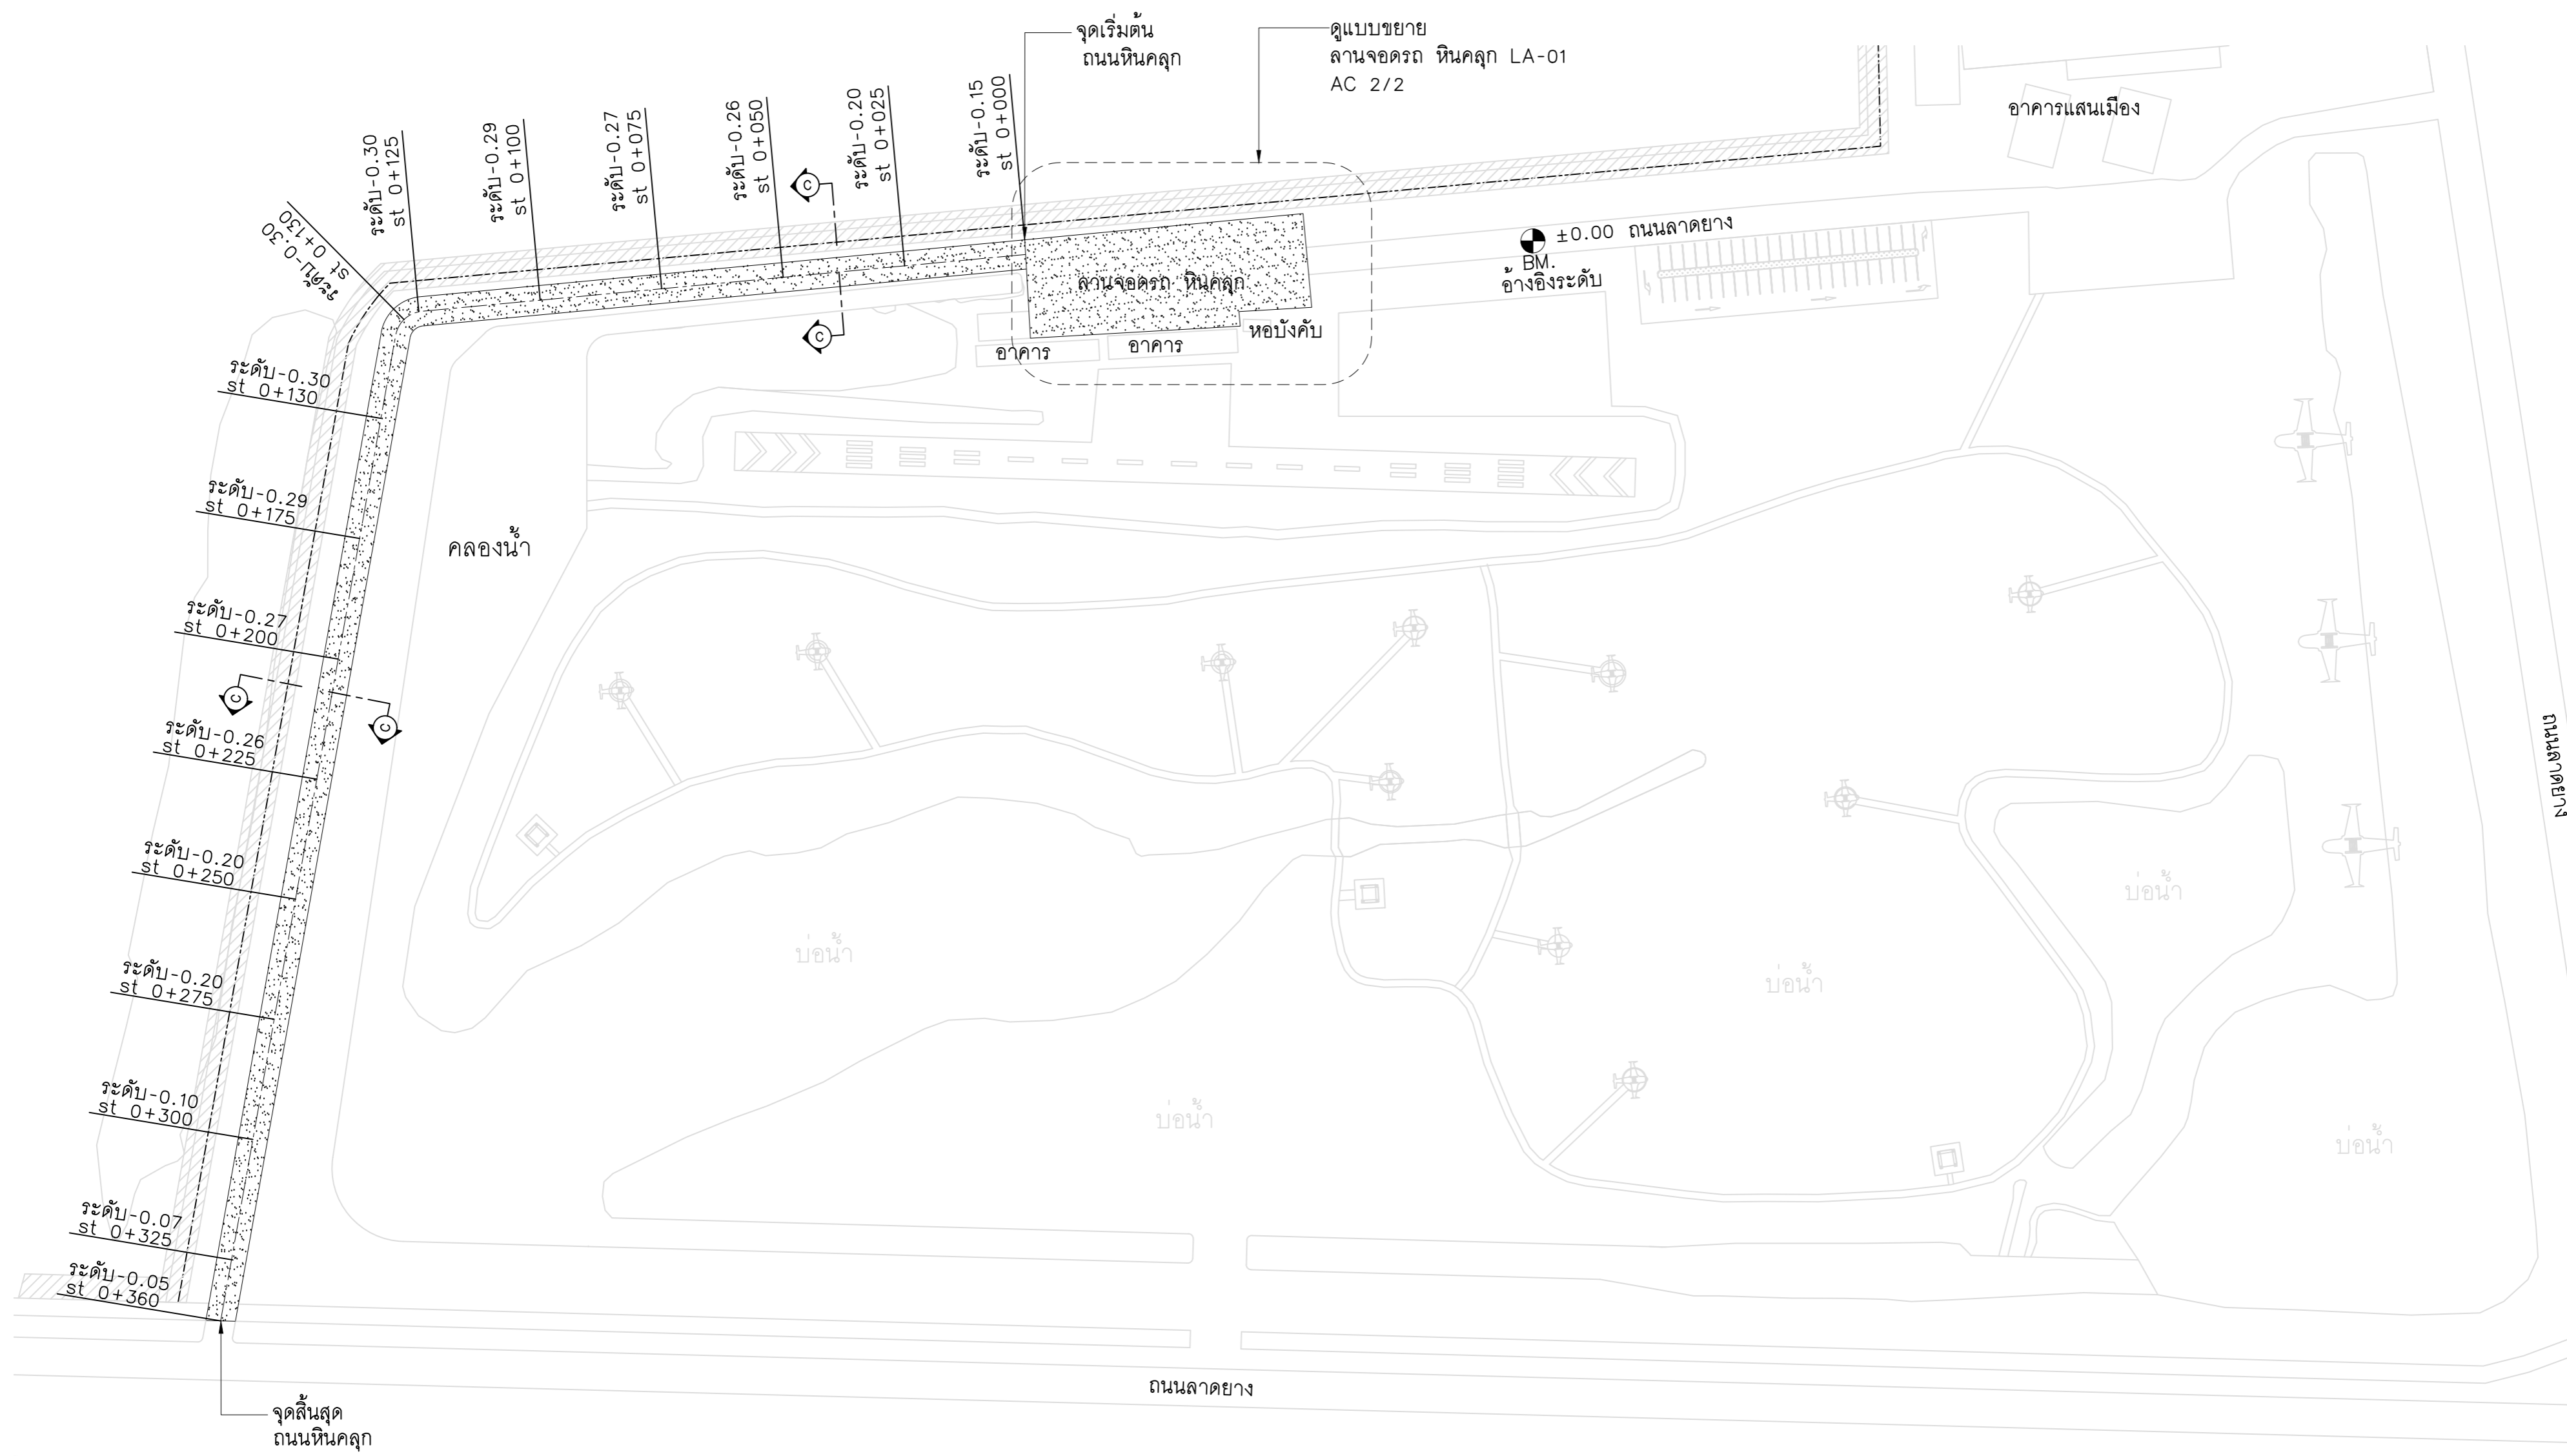 จุดเริ่มต้น
ถนนหินคลุก
ดูแบบขยาย
ลานจอดรถ หินคลุก LA-01
AC 2/2
อาคารแสนเมือง
ระดับ-0.15
st 0+000
ระดับ-0.20
st 0+025
ระดับ-0.26
st 0+050
ระดับ-0.27
st 0+075
ระดับ-0.29
st 0+100
ระดับ-0.30
st 0+125
ระดับ-0.30
st 0+130
C
C
±0.00 ถนนลาดยาง
BM.
อ้างอิงระดับ
ลานจอดรถ หินคลุก
หอบังคับ
อาคาร
อาคาร
ระดับ-0.30
st 0+130
ระดับ-0.29
st 0+175
คลองน้ำ
ระดับ-0.27
st 0+200
C
C
ระดับ-0.26
st 0+225
ถนนลาดยาง
ระดับ-0.20
st 0+250
บ่อน้ำ
บ่อน้ำ
บ่อน้ำ
ระดับ-0.20
st 0+275
ระดับ-0.10
st 0+300
บ่อน้ำ
บ่อน้ำ
ระดับ-0.07
st 0+325
ระดับ-0.05
st 0+360
ถนนลาดยาง
จุดสิ้นสุด
ถนนหินคลุก